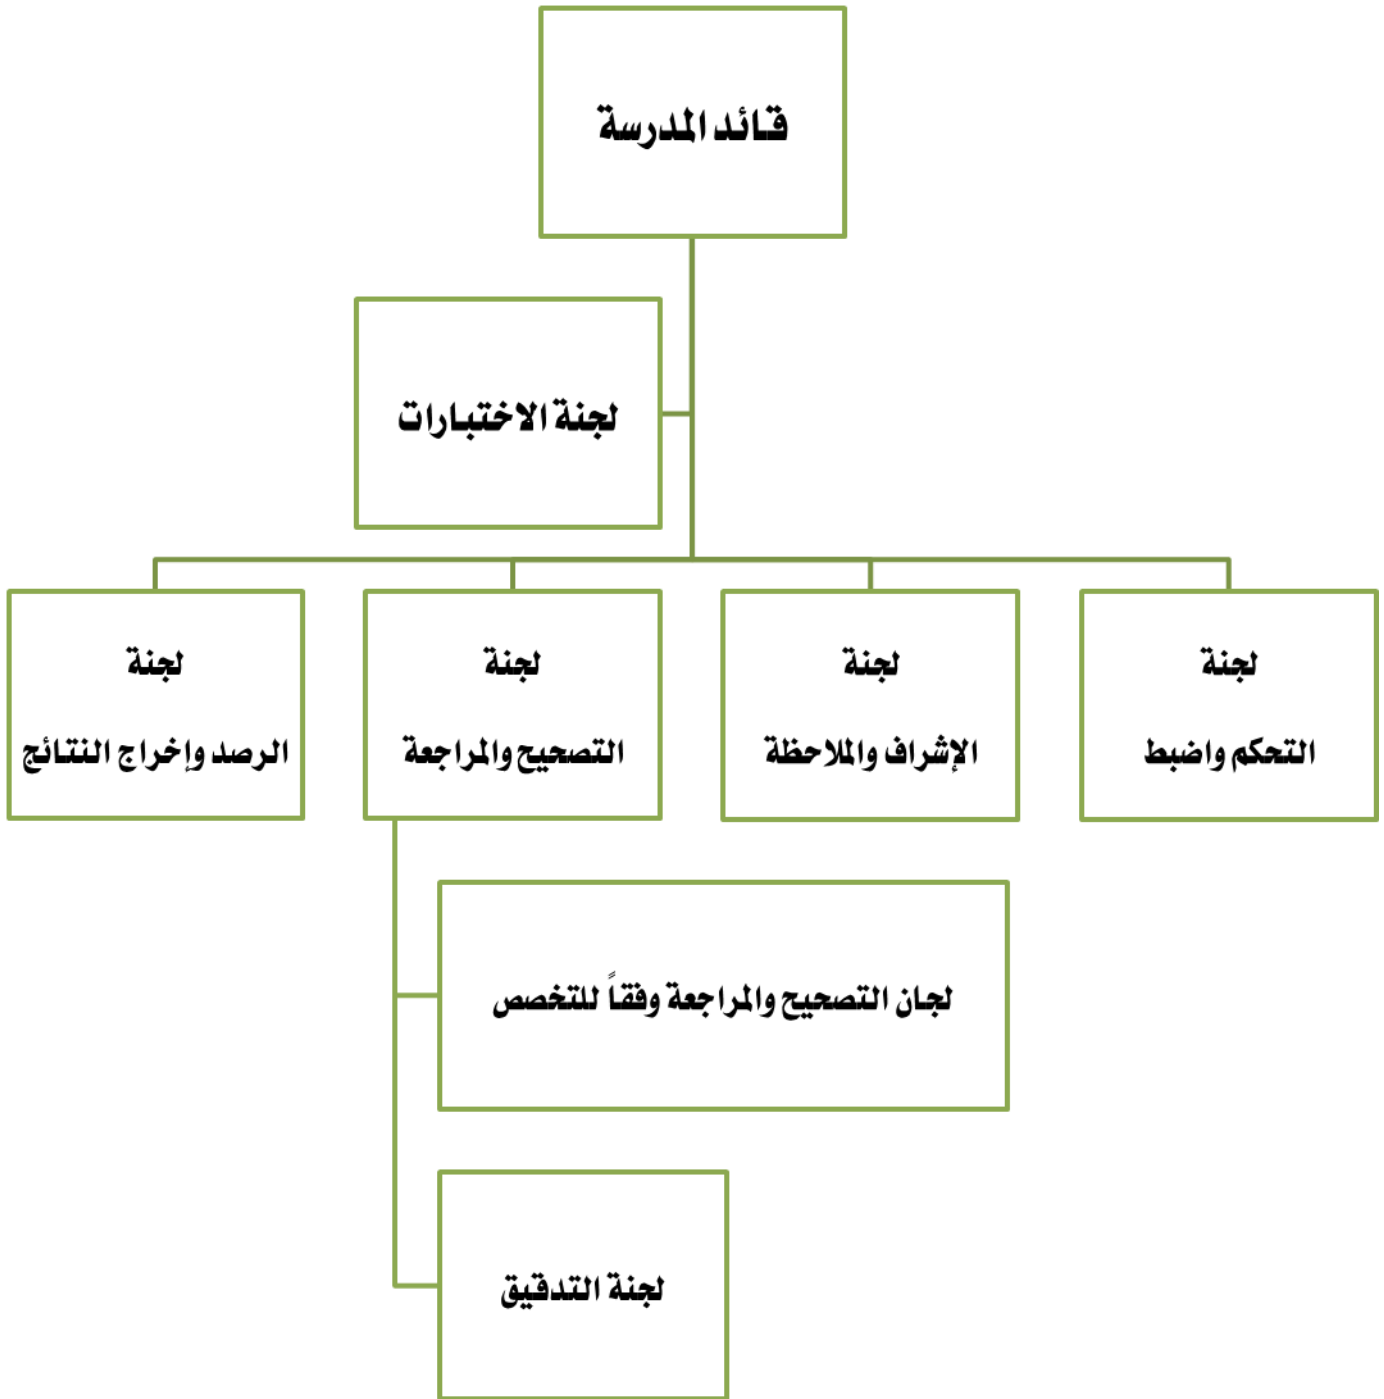 قائد المدرسة
لجنة الاختبارات
لجنة
التحكم واضبط
لجنة
الإشراف والملاحظة
لجنة
التصحيح والمراجعة
لجنة
الرصد وإخراج النتائج
لجان التصحيح والمراجعة وفقاً للتخصص
لجنة التدقيق